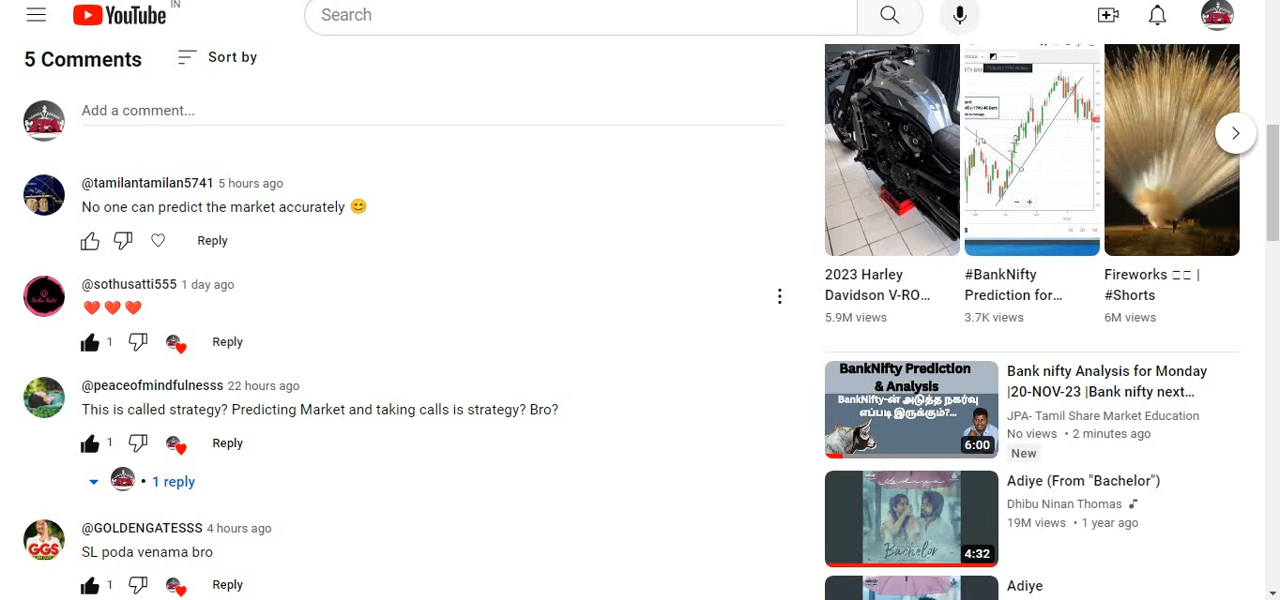 IN
YouTube
Search
5 Comments
Sort by
Add a comment...
@tamilantamilan5741 5 hours ago
No one can predict the market accurately 😊
Reply
@sothusatti555 1 day ago
❤️❤️❤️
1
Reply
@peaceofmindfulnesss 22 hours ago
This is called strategy? Predicting Market and taking calls is strategy? Bro?
1
Reply
• 1 reply
@GOLDENGATESSS 4 hours ago
SL poda venama bro
1
Reply
GGS
2023 Harley
Davidson V-RO...
5.9M views
#BankNifty
Prediction for...
3.7K views
Fireworks □□ |
#Shorts
6M views
BankNifty Prediction
& Analysis
BankNifty-ன் அடுத்த நகர்வு
எப்படி இருக்கும்?...
6:00
Bank nifty Analysis for Monday
|20-NOV-23 |Bank nifty next...
JPA- Tamil Share Market Education
No views • 2 minutes ago
New
Bachelor
4:32
Adiye (From "Bachelor")
Dhibu Ninan Thomas
19M views • 1 year ago
Adiye